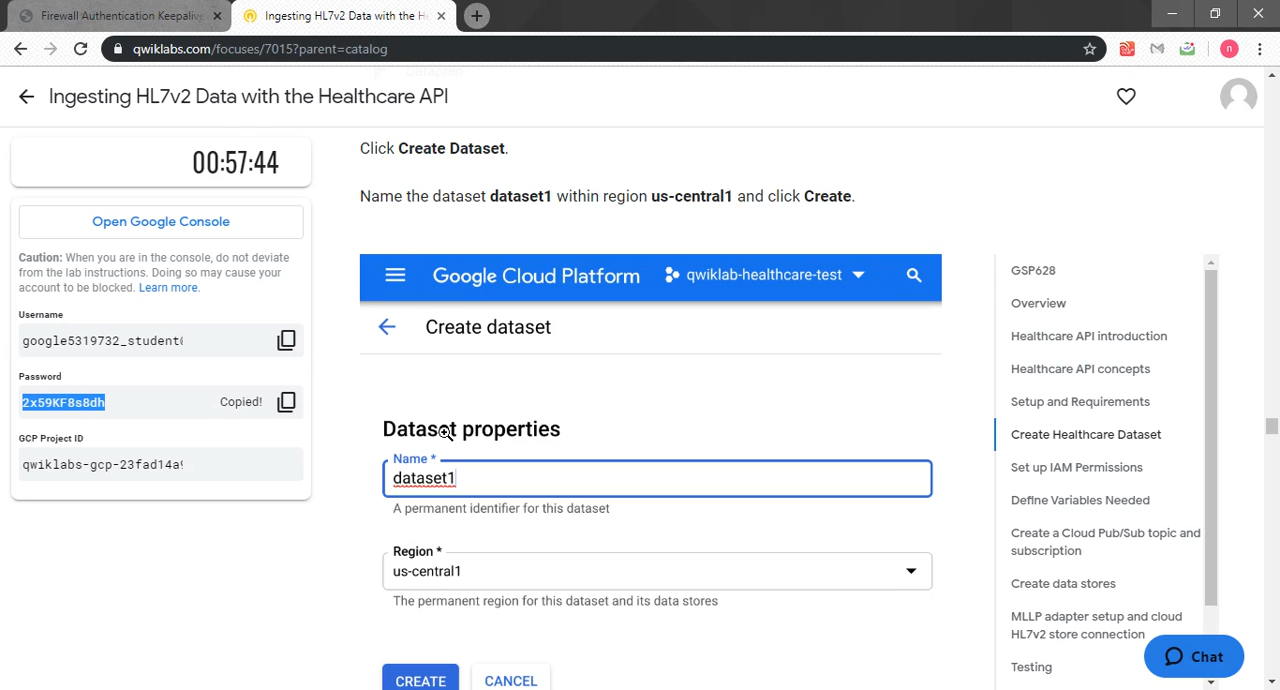 Firewall Authentication Keepalive
Ingesting HL7v2 Data with the He
qwiklabs.com/focuses/7015?parent=catalog
n
Ingesting HL7v2 Data with the Healthcare API
00:57:44
Open Google Console
Caution: When you are in the console, do not deviate
from the lab instructions. Doing so may cause your
account to be blocked. Learn more.
Username
google5319732_student
Password
2x59KF8s8dh
Copied!
GCP Project ID
qwiklabs-gcp-23fad14a
Click Create Dataset.
Name the dataset dataset1 within region us-central1 and click Create.
Google Cloud Platform
qwiklab-healthcare-test
Create dataset
Dataset properties
Name *
dataset1
A permanent identifier for this dataset
Region *
us-central1
The permanent region for this dataset and its data stores
CREATE
CANCEL
GSP628
Overview
Healthcare API introduction
Healthcare API concepts
Setup and Requirements
Create Healthcare Dataset
Set up IAM Permissions
Define Variables Needed
Create a Cloud Pub/Sub topic and
subscription
Create data stores
MLLP adapter setup and cloud
HL7v2 store connection
Testing
Chat